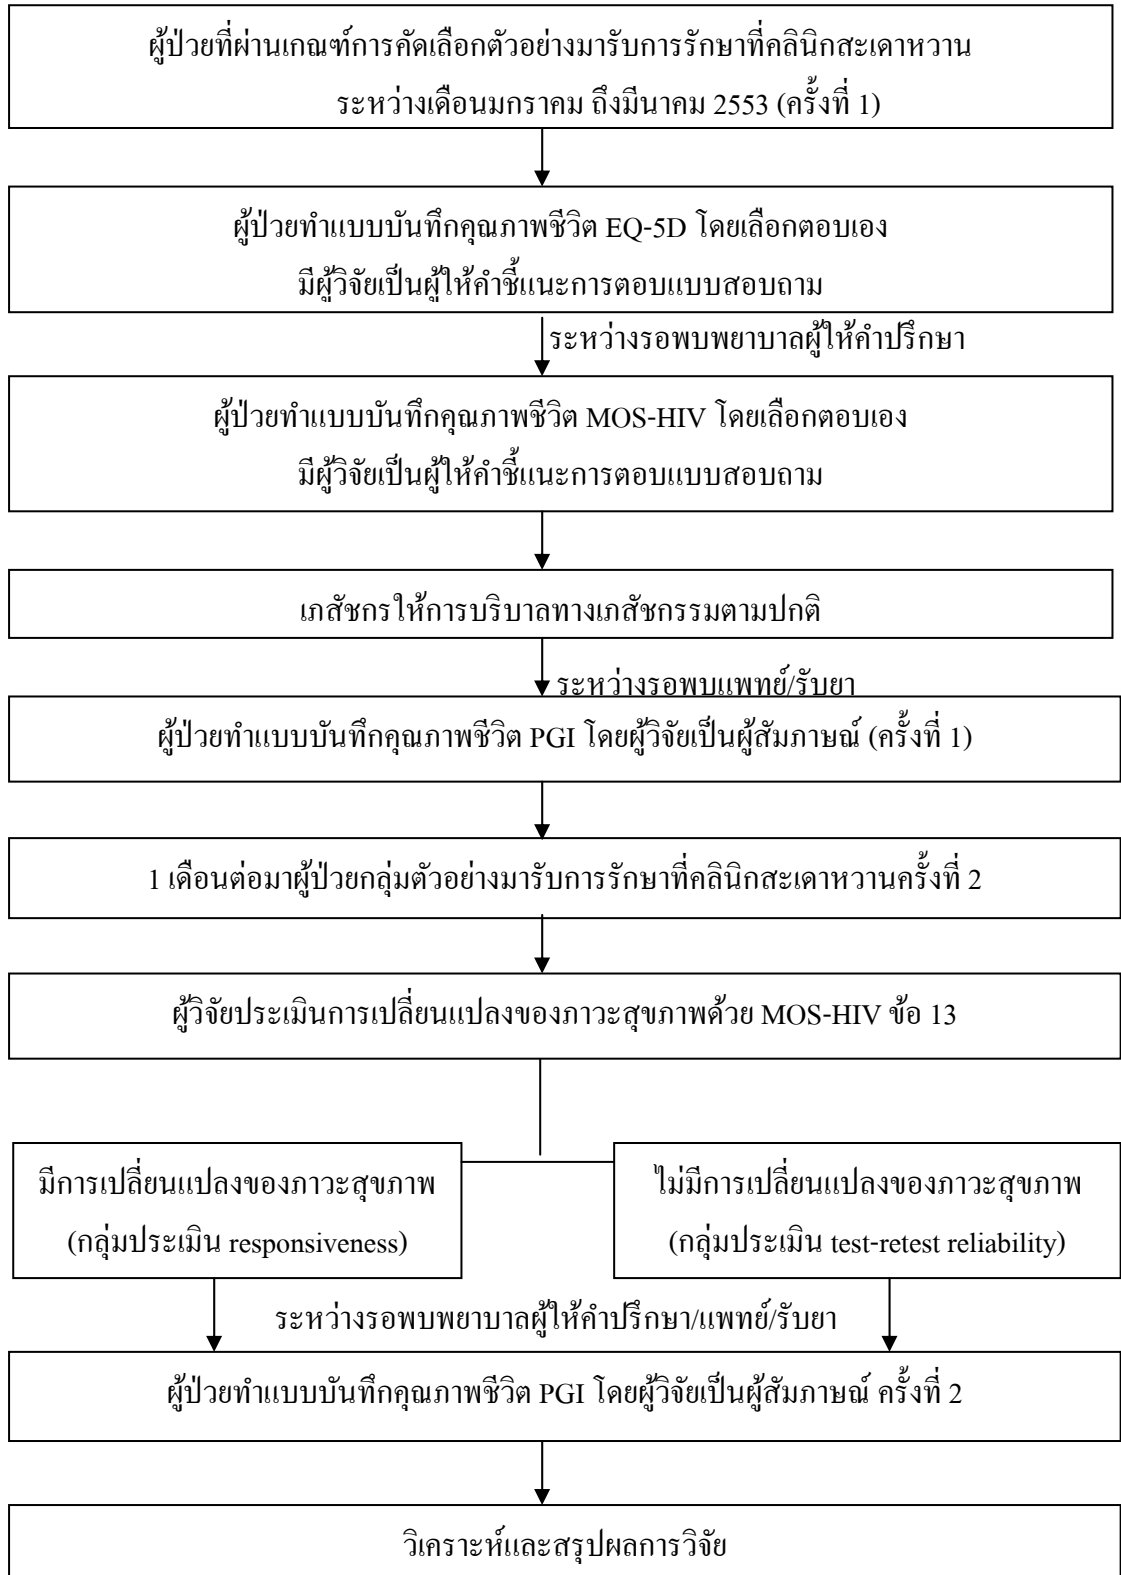 ผู้ป่วยที่ผ่านเกณฑ์การคัดเลือกตัวอย่างมารับการรักษาที่คลินิกสะเดาหวาน
ระหว่างเดือนมกราคม ถึงมีนาคม 2553 (ครั้งที่ 1)
ผู้ป่วยทำแบบบันทึกคุณภาพชีวิต EQ-5D โดยเลือกตอบเอง
มีผู้วิจัยเป็นผู้ให้คำชี้แนะการตอบแบบสอบถาม
ระหว่างรอพบพยาบาลผู้ให้คำปรึกษา
ผู้ป่วยทำแบบบันทึกคุณภาพชีวิต MOS-HIV โดยเลือกตอบเอง
มีผู้วิจัยเป็นผู้ให้คำชี้แนะการตอบแบบสอบถาม
เภสัชกรให้การบริบาลทางเภสัชกรรมตามปกติ
ระหว่างรอพบแพทย์/รับยา
ผู้ป่วยทำแบบบันทึกคุณภาพชีวิต PGI โดยผู้วิจัยเป็นผู้สัมภาษณ์ (ครั้งที่ 1)
1 เดือนต่อมาผู้ป่วยกลุ่มตัวอย่างมารับการรักษาที่คลินิกสะเดาหวานครั้งที่ 2
ผู้วิจัยประเมินการเปลี่ยนแปลงของภาวะสุขภาพด้วย MOS-HIV ข้อ 13
มีการเปลี่ยนแปลงของภาวะสุขภาพ
(กลุ่มประเมิน responsiveness)
ไม่มีการเปลี่ยนแปลงของภาวะสุขภาพ
(กลุ่มประเมิน test-retest reliability)
ระหว่างรอพบพยาบาลผู้ให้คำปรึกษา/แพทย์/รับยา
ผู้ป่วยทำแบบบันทึกคุณภาพชีวิต PGI โดยผู้วิจัยเป็นผู้สัมภาษณ์ ครั้งที่ 2
วิเคราะห์และสรุปผลการวิจัย